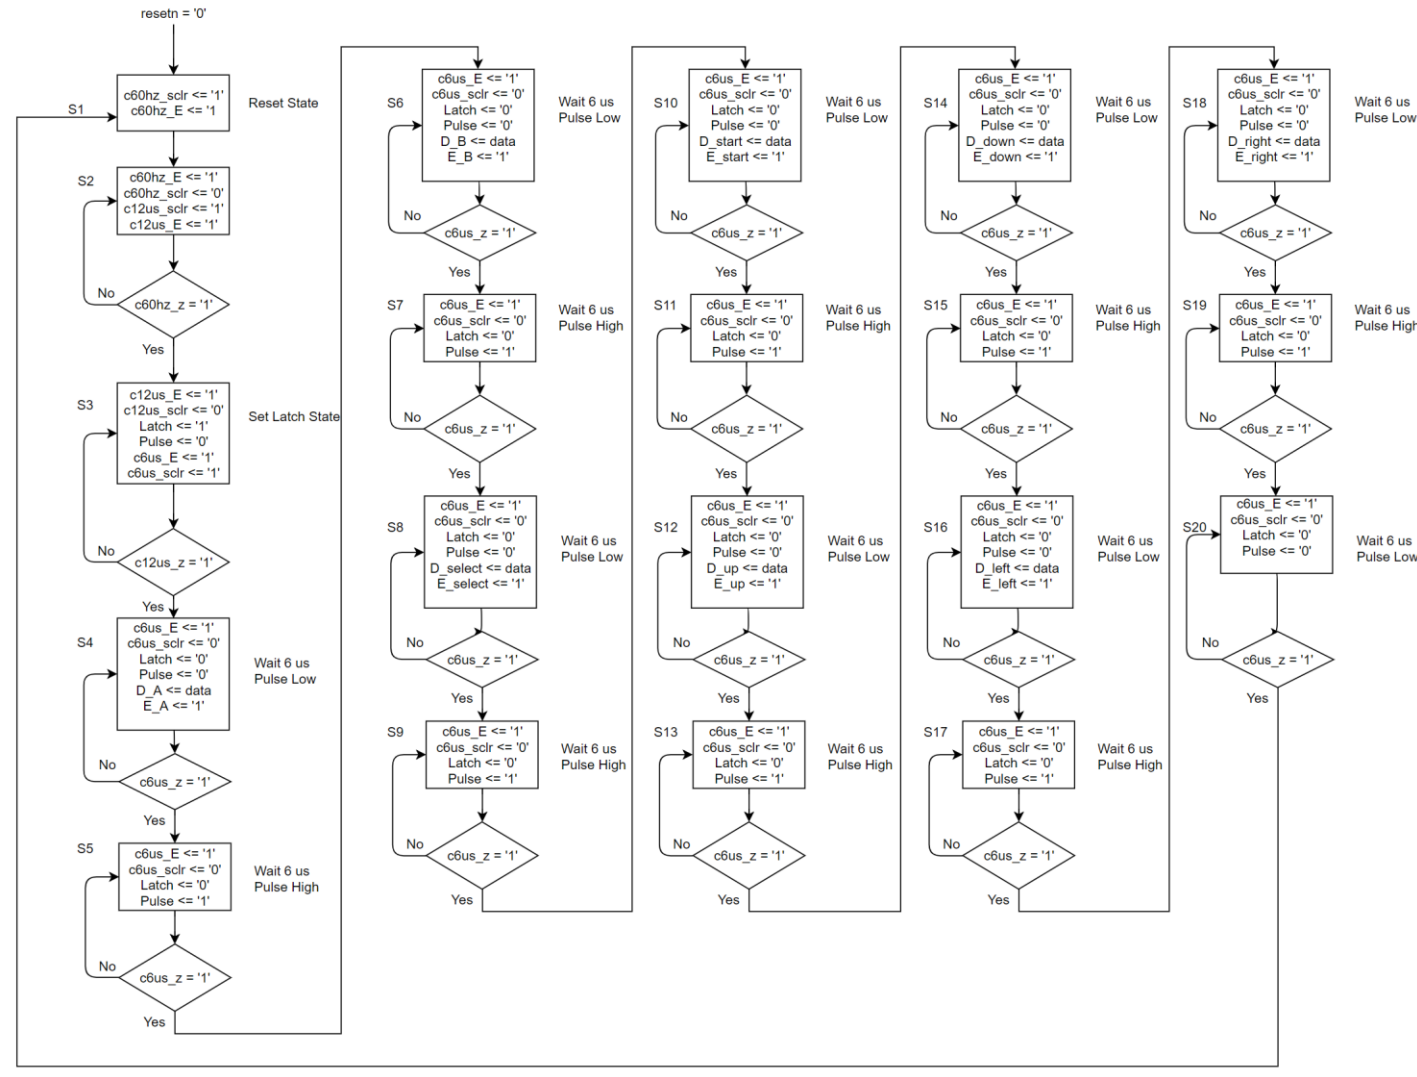 resetn = '0'
S1
c60hz_sclr <= '1'
c60hz_E <= '1
Reset State
S2
c60hz_E <= '1'
c60hz_sclr <= '0'
c12us_sclr <= '1'
c12us_E <= '1'
No
c60hz_z = '1'
Yes
S3
c12us_E <= '1'
c12us_sclr <= '0'
Latch <= '1'
Pulse <= '0'
c6us_E <= '1'
c6us_sclr <= '1'
Set Latch State
No
c12us_z = '1'
Yes
S4
c6us_E <= '1'
c6us_sclr <= '0'
Latch <= '0'
Pulse <= '0'
D_A <= data
E_A <= '1'
Wait 6 us
Pulse Low
No
c6us_z = '1'
Yes
S5
c6us_E <= '1'
c6us_sclr <= '0'
Latch <= '0'
Pulse <= '1'
Wait 6 us
Pulse High
No
c6us_z = '1'
Yes
S6
c6us_E <= '1'
c6us_sclr <= '0'
Latch <= '0'
Pulse <= '0'
D_B <= data
E_B <= '1'
Wait 6 us
Pulse Low
No
c6us_z = '1'
Yes
S7
c6us_E <= '1'
c6us_sclr <= '0'
Latch <= '0'
Pulse <= '1'
Wait 6 us
Pulse High
No
c6us_z = '1'
Yes
S8
c6us_E <= '1'
c6us_sclr <= '0'
Latch <= '0'
Pulse <= '0'
D_select <= data
E_select <= '1'
Wait 6 us
Pulse Low
No
c6us_z = '1'
Yes
S9
c6us_E <= '1'
c6us_sclr <= '0'
Latch <= '0'
Pulse <= '1'
Wait 6 us
Pulse High
No
c6us_z = '1'
Yes
S10
c6us_E <= '1'
c6us_sclr <= '0'
Latch <= '0'
Pulse <= '0'
D_start <= data
E_start <= '1'
Wait 6 us
Pulse Low
No
c6us_z = '1'
Yes
S11
c6us_E <= '1'
c6us_sclr <= '0'
Latch <= '0'
Pulse <= '1'
Wait 6 us
Pulse High
No
c6us_z = '1'
Yes
S12
c6us_E <= '1'
c6us_sclr <= '0'
Latch <= '0'
Pulse <= '0'
D_up <= data
E_up <= '1'
Wait 6 us
Pulse Low
No
c6us_z = '1'
Yes
S13
c6us_E <= '1'
c6us_sclr <= '0'
Latch <= '0'
Pulse <= '1'
Wait 6 us
Pulse High
No
c6us_z = '1'
Yes
S14
c6us_E <= '1'
c6us_sclr <= '0'
Latch <= '0'
Pulse <= '0'
D_down <= data
E_down <= '1'
Wait 6 us
Pulse Low
No
c6us_z = '1'
Yes
S15
c6us_E <= '1'
c6us_sclr <= '0'
Latch <= '0'
Pulse <= '1'
Wait 6 us
Pulse High
No
c6us_z = '1'
Yes
S16
c6us_E <= '1'
c6us_sclr <= '0'
Latch <= '0'
Pulse <= '0'
D_left <= data
E_left <= '1'
Wait 6 us
Pulse Low
No
c6us_z = '1'
Yes
S17
c6us_E <= '1'
c6us_sclr <= '0'
Latch <= '0'
Pulse <= '1'
Wait 6 us
Pulse High
No
c6us_z = '1'
Yes
S18
c6us_E <= '1'
c6us_sclr <= '0'
Latch <= '0'
Pulse <= '0'
D_right <= data
E_right <= '1'
Wait 6 us
Pulse Low
No
c6us_z = '1'
Yes
S19
c6us_E <= '1'
c6us_sclr <= '0'
Latch <= '0'
Pulse <= '1'
Wait 6 us
Pulse High
No
c6us_z = '1'
Yes
S20
c6us_E <= '1'
c6us_sclr <= '0'
Latch <= '0'
Pulse <= '0'
Wait 6 us
Pulse Low
No
c6us_z = '1'
Yes